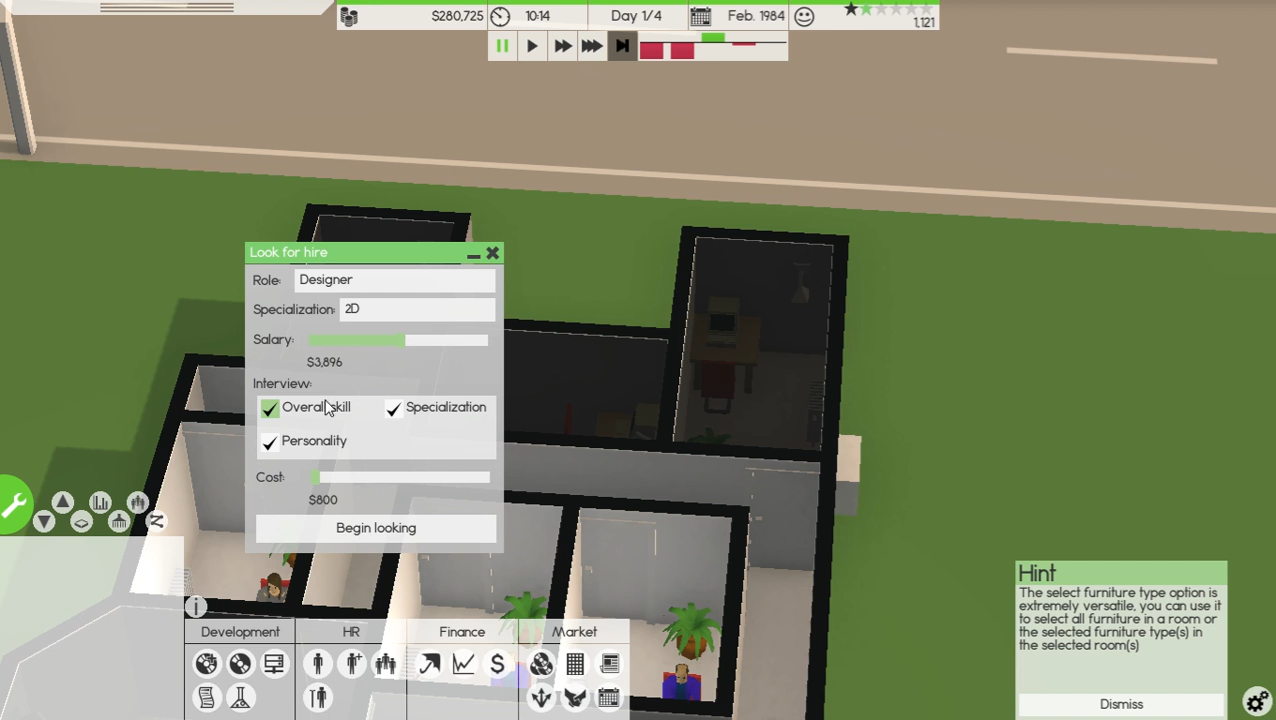 $280,725
10:14
Day 1/4
Feb. 1984
1,121
Look for hire
Role: Designer
Specialization: 2D
Salary:
$3,896
Interview:
Overall skill Specialization
Personality
Cost:
$800
Begin looking
Development HR Finance Market
Hint
The select furniture type option is
extremely versatile, you can use it
to select all furniture in a room or
the selected furniture type(s) in
the selected room(s)
Dismiss